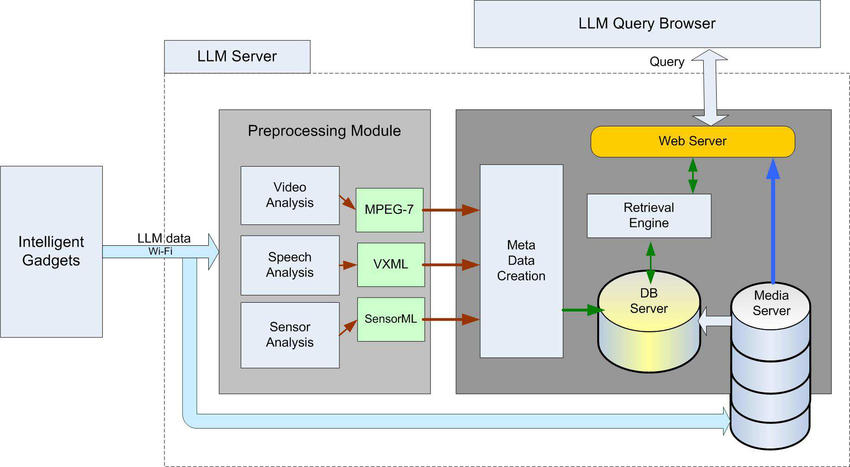 LLM Query Browser
LLM Server
Query
Preprocessing Module
Web Server
Video
Analysis
MPEG-7
Retrieval
Engine
Intelligent
Gadgets
LLM data
Wi-Fi
Speech
Analysis
VXML
Meta
Data
Creation
DB
Server
Media
Server
Sensor
Analysis
SensorML